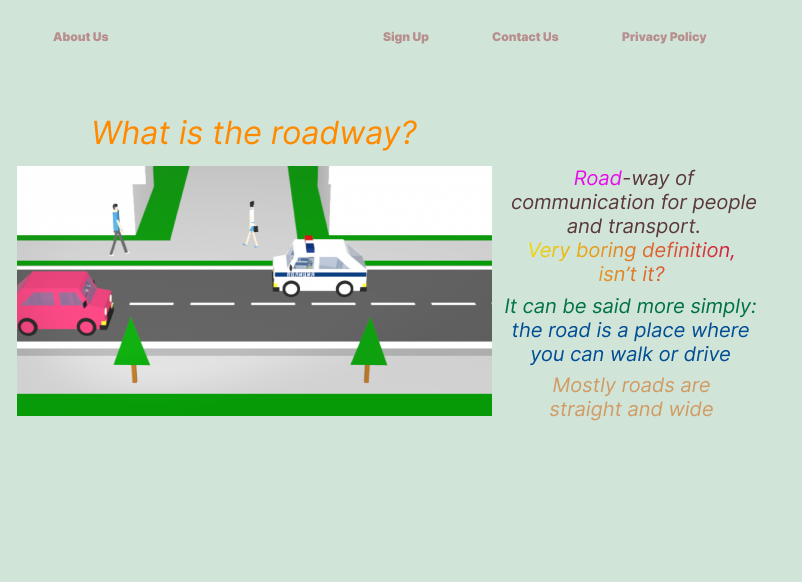 About Us Sign Up Contact Us Privacy Policy
What is the roadway?
Road-way of
communication for people
and transport.
Very boring definition,
isn't it?
It can be said more simply:
the road is a place where
you can walk or drive
Mostly roads are
straight and wide